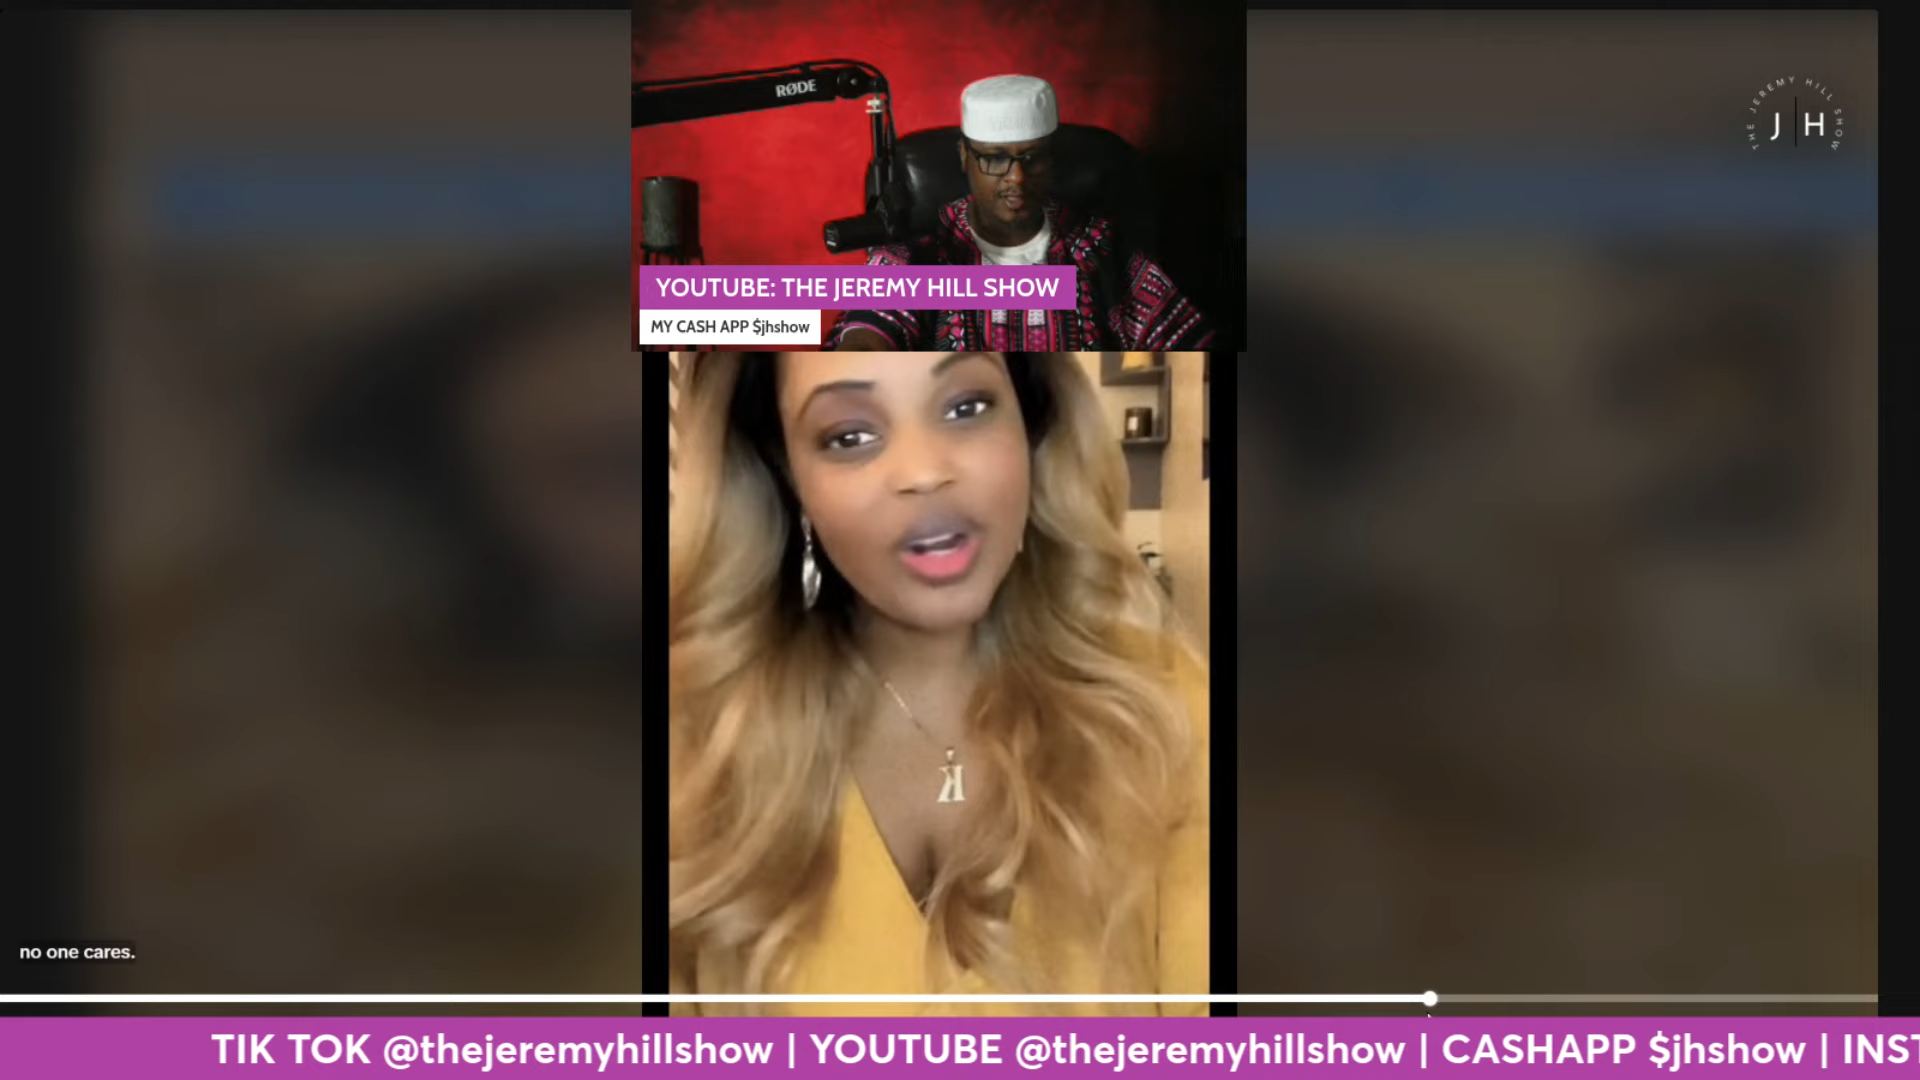 RØDE
THE JEREMY HILL SHOW
J|H
YOUTUBE: THE JEREMY HILL SHOW
MY CASH APP $jhshow
K
no one cares.
TIK TOK @thejeremyhillshow | YOUTUBE @thejeremyhillshow | CASHAPP $jhshow | INST